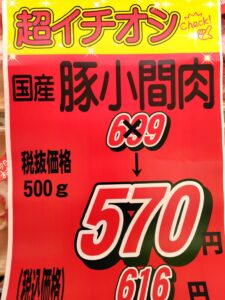 超イチオシ
check!
国産 豚小間肉
639
税抜価格
500g
↓
570円
(税込価格)
616円